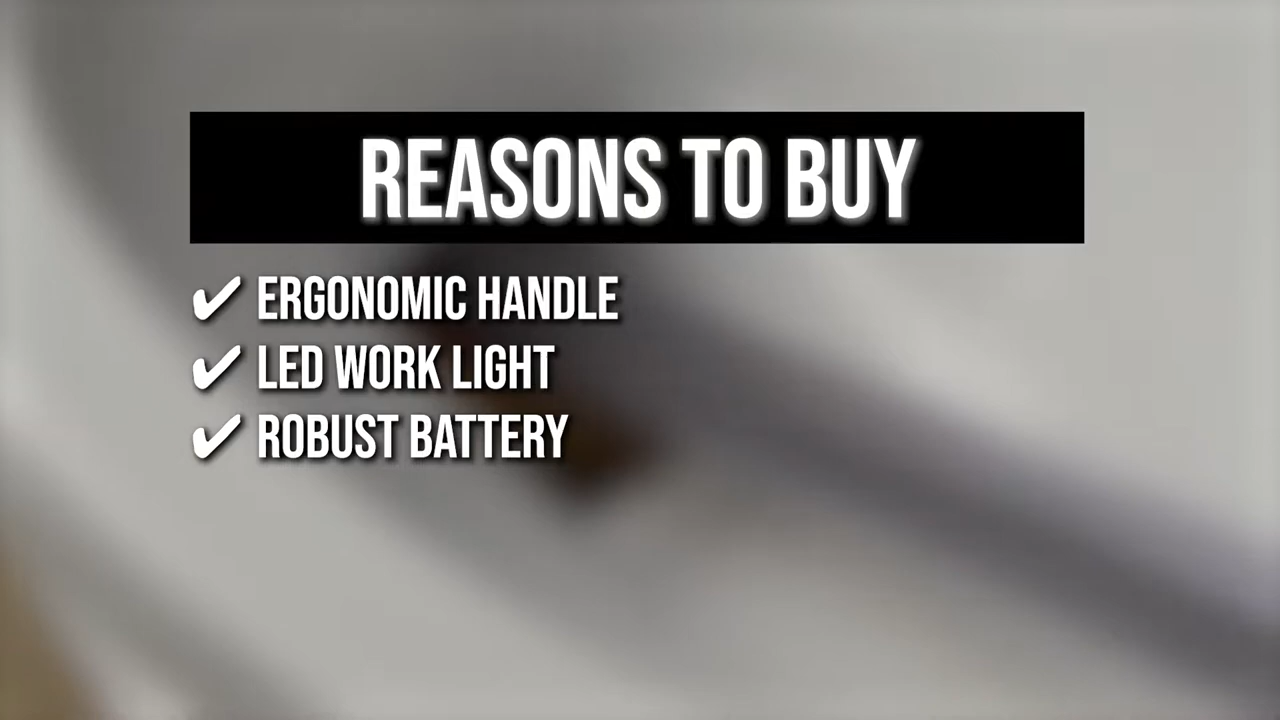 REASONS TO BUY
✔ ERGONOMIC HANDLE
✔ LED WORK LIGHT
✔ ROBUST BATTERY